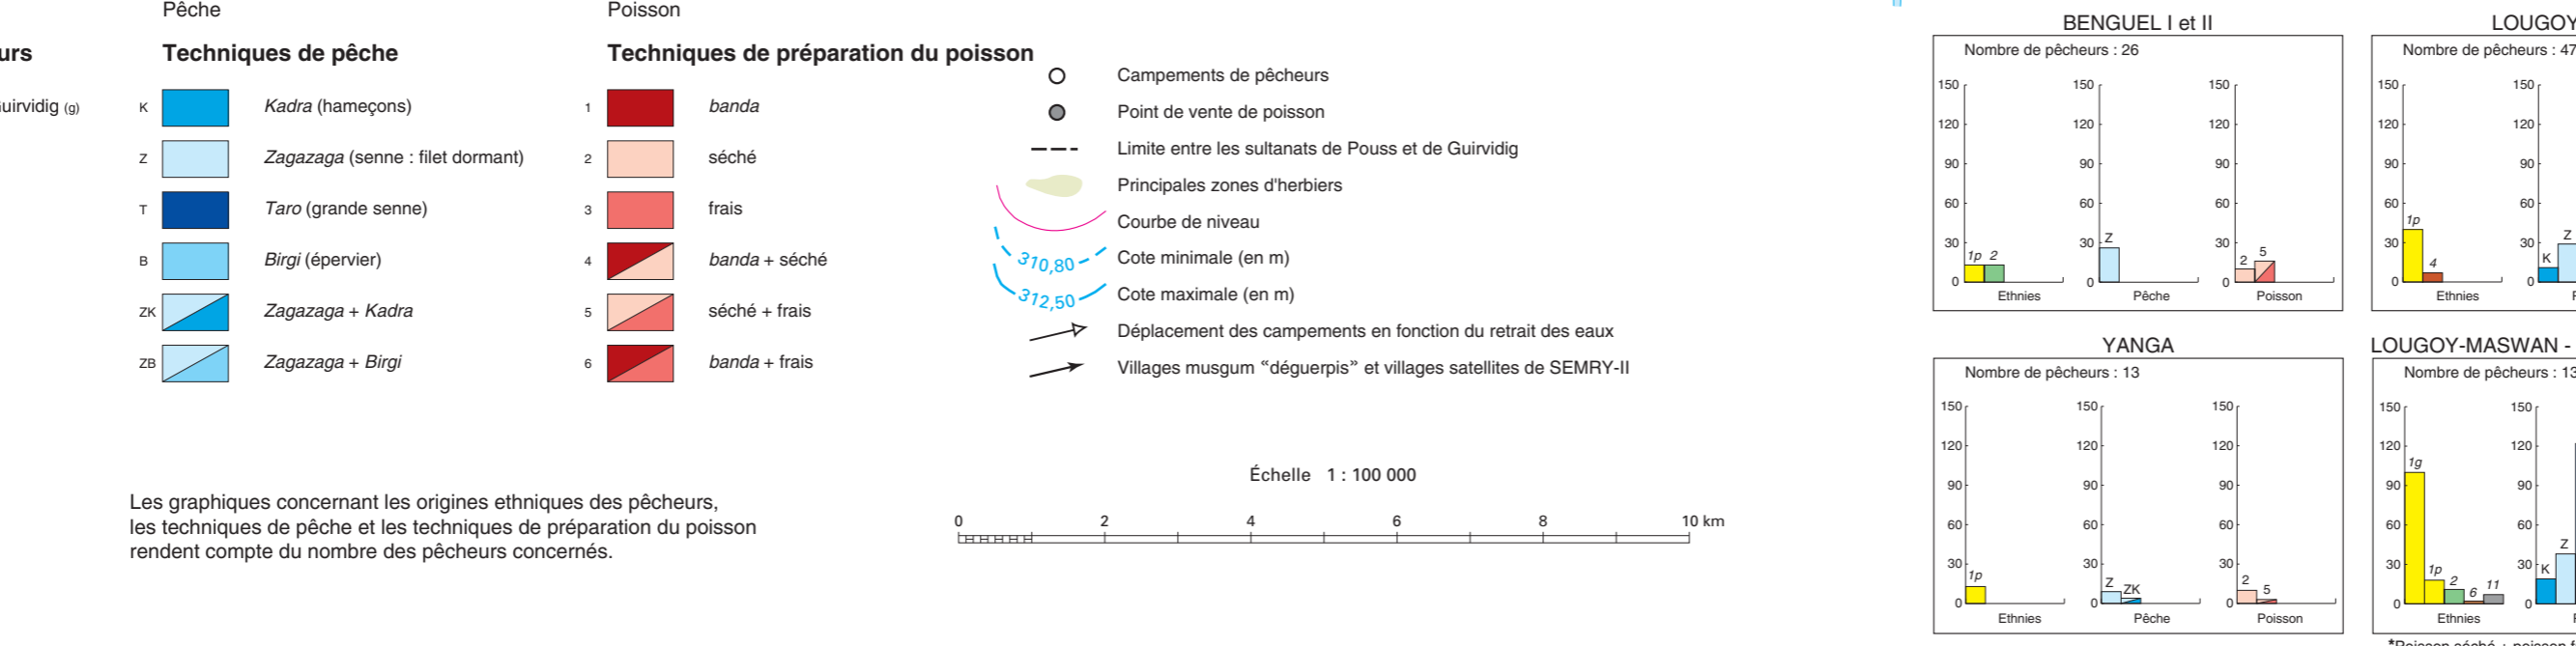 Pêche
Poisson
urs
Techniques de pêche
Techniques de préparation du poisson
uirvidig (g)
K Kadra (hameçons)
Z Zagazaga (senne : filet dormant)
T Taro (grande senne)
B Birgi (épervier)
ZK Zagazaga + Kadra
ZB Zagazaga + Birgi
1 banda
2 séché
3 frais
4 banda + séché
5 séché + frais
6 banda + frais
Campements de pêcheurs
Point de vente de poisson
Limite entre les sultanats de Pouss et de Guirvidig
Principales zones d'herbiers
Courbe de niveau
310,80 Cote minimale (en m)
312,50 Cote maximale (en m)
Déplacement des campements en fonction du retrait des eaux
Villages musgum “déguerpis” et villages satellites de SEMRY-II
Les graphiques concernant les origines ethniques des pêcheurs,
les techniques de pêche et les techniques de préparation du poisson
rendent compte du nombre des pêcheurs concernés.
Échelle 1 : 100 000
0 2 4 6 8 10 km
BENGUEL I et II
Nombre de pêcheurs : 26
150 120 90 60 30 0
1p 2
Ethnies
150 120 90 60 30 0
Z
Pêche
150 120 90 60 30 0
2 5
Poisson
LOUGOY
Nombre de pêcheurs : 47
150 120 90 60 30 0
1p 4
Ethnies
150 120 90 60 30 0
K Z
YANGA
Nombre de pêcheurs : 13
150 120 90 60 30 0
1p
Ethnies
150 120 90 60 30 0
Z ZK
Pêche
150 120 90 60 30 0
2 5
Poisson
LOUGOY-MASWAN -
Nombre de pêcheurs : 13
150 120 90 60 30 0
1g 1p 2 6 11
Ethnies
150 120 90 60 30 0
K Z